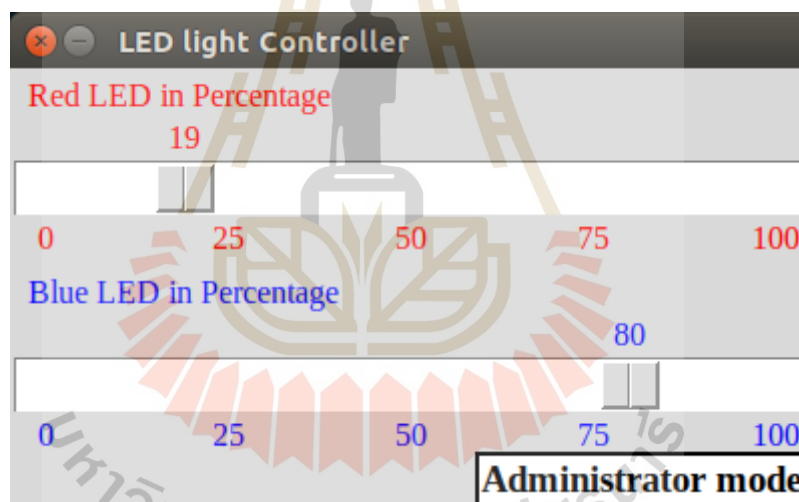 LED light Controller
Red LED in Percentage
19
0 25 50 75 100
Blue LED in Percentage
80
0 25 50 75 100
Administrator mode